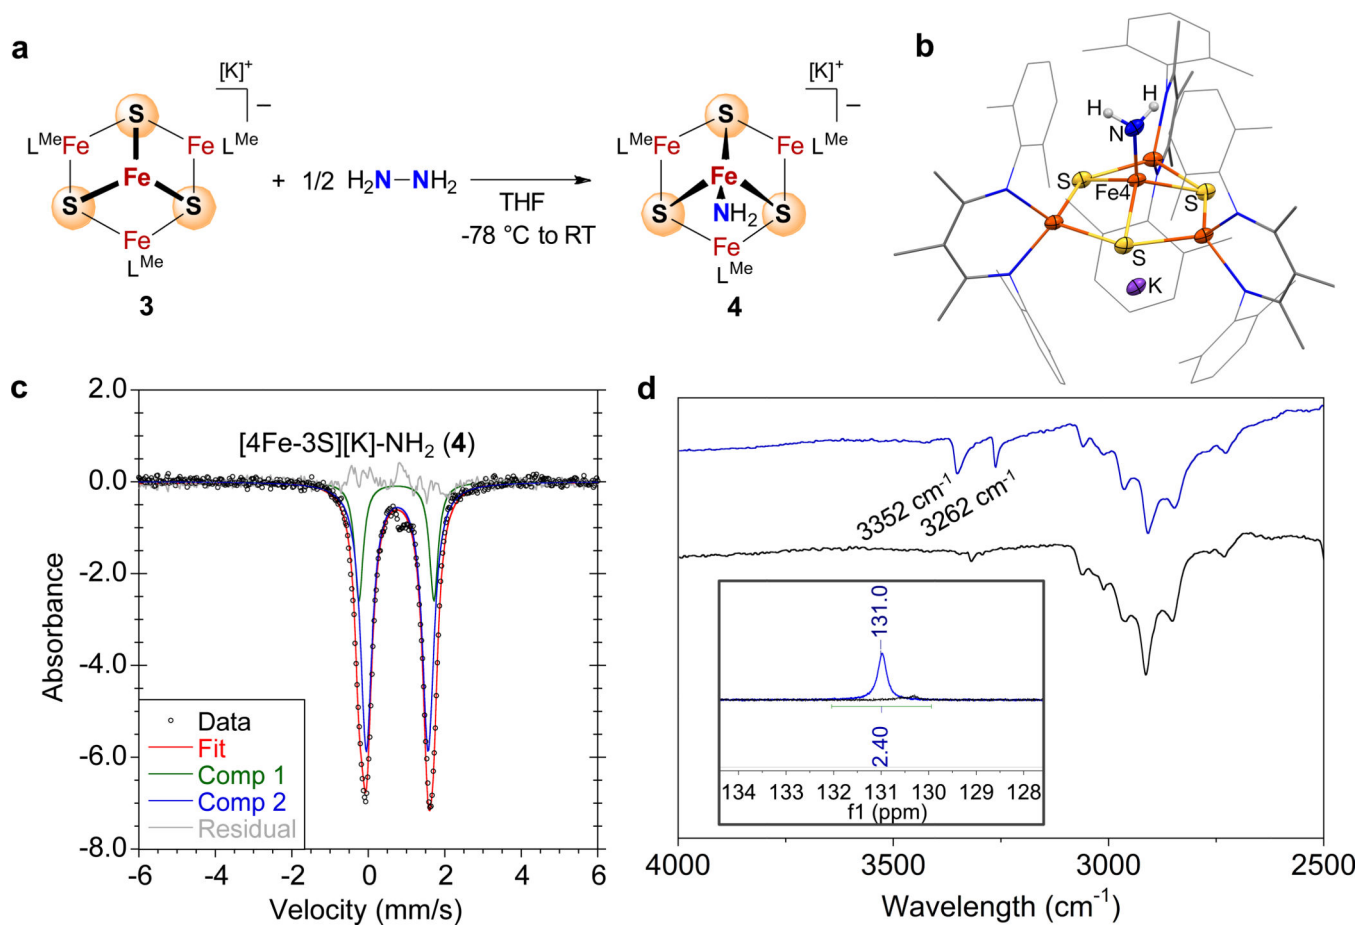 a
[K]⁺
−
S
LᴹᵉFe
Fe
Lᴹᵉ
Fe
S
S
Fe
Lᴹᵉ
3
+ 1/2 H₂N−NH₂
THF
-78 °C to RT
[K]⁺
−
S
LᴹᵉFe
Fe
Lᴹᵉ
Fe
S
NH₂
S
Fe
Lᴹᵉ
4
b
H
H
N
S
Fe4
S
S
K
c
[4Fe-3S][K]-NH₂ (4)
2.0
0.0
-2.0
-4.0
-6.0
-8.0
Absorbance
Data
Fit
Comp 1
Comp 2
Residual
-6 -4 -2 0 2 4 6
Velocity (mm/s)
d
3352 cm⁻¹
3262 cm⁻¹
131.0
2.40
134 133 132 131 130 129 128
f1 (ppm)
4000 3500 3000 2500
Wavelength (cm⁻¹)